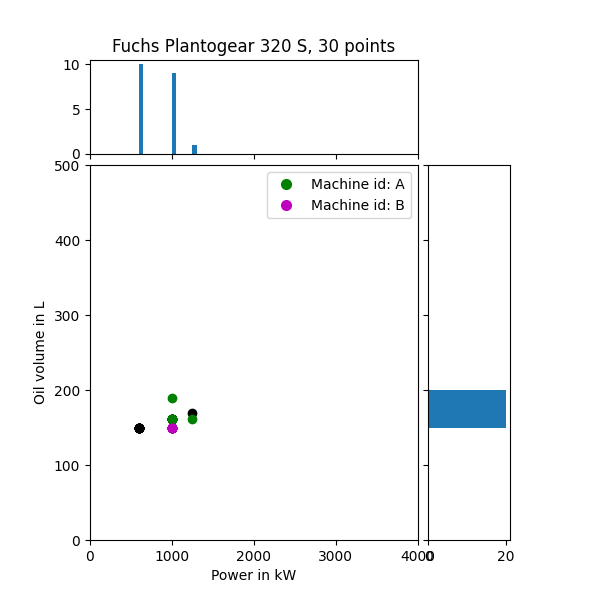 Fuchs Plantogear 320 S, 30 points
10
5
0
500
400
300
200
100
0
Oil volume in L
Machine id: A
Machine id: B
0 1000 2000 3000 4000
0 20
Power in kW